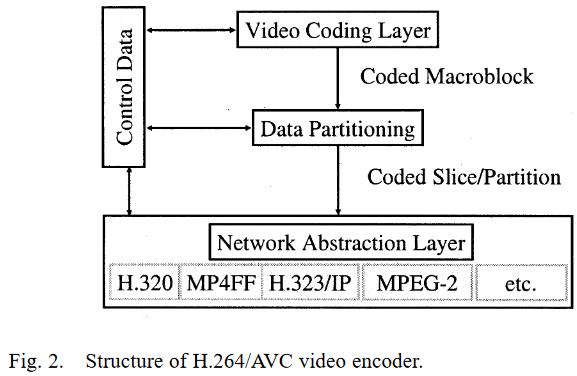 Control Data
Video Coding Layer
Coded Macroblock
Data Partitioning
Coded Slice/Partition
Network Abstraction Layer
H.320 MP4FF H.323/IP MPEG-2 etc.
Fig. 2. Structure of H.264/AVC video encoder.